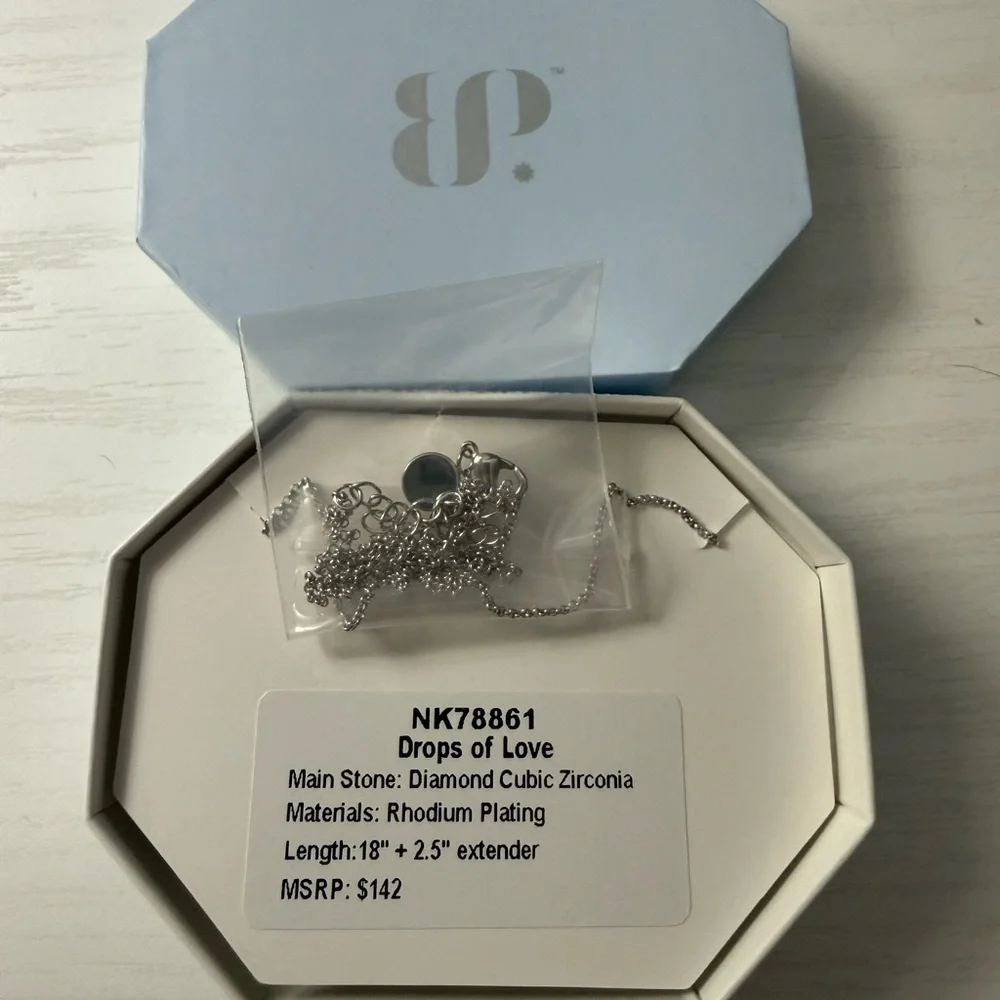 BP™
NK78861
Drops of Love
Main Stone: Diamond Cubic Zirconia
Materials: Rhodium Plating
Length:18" + 2.5" extender
MSRP: $142